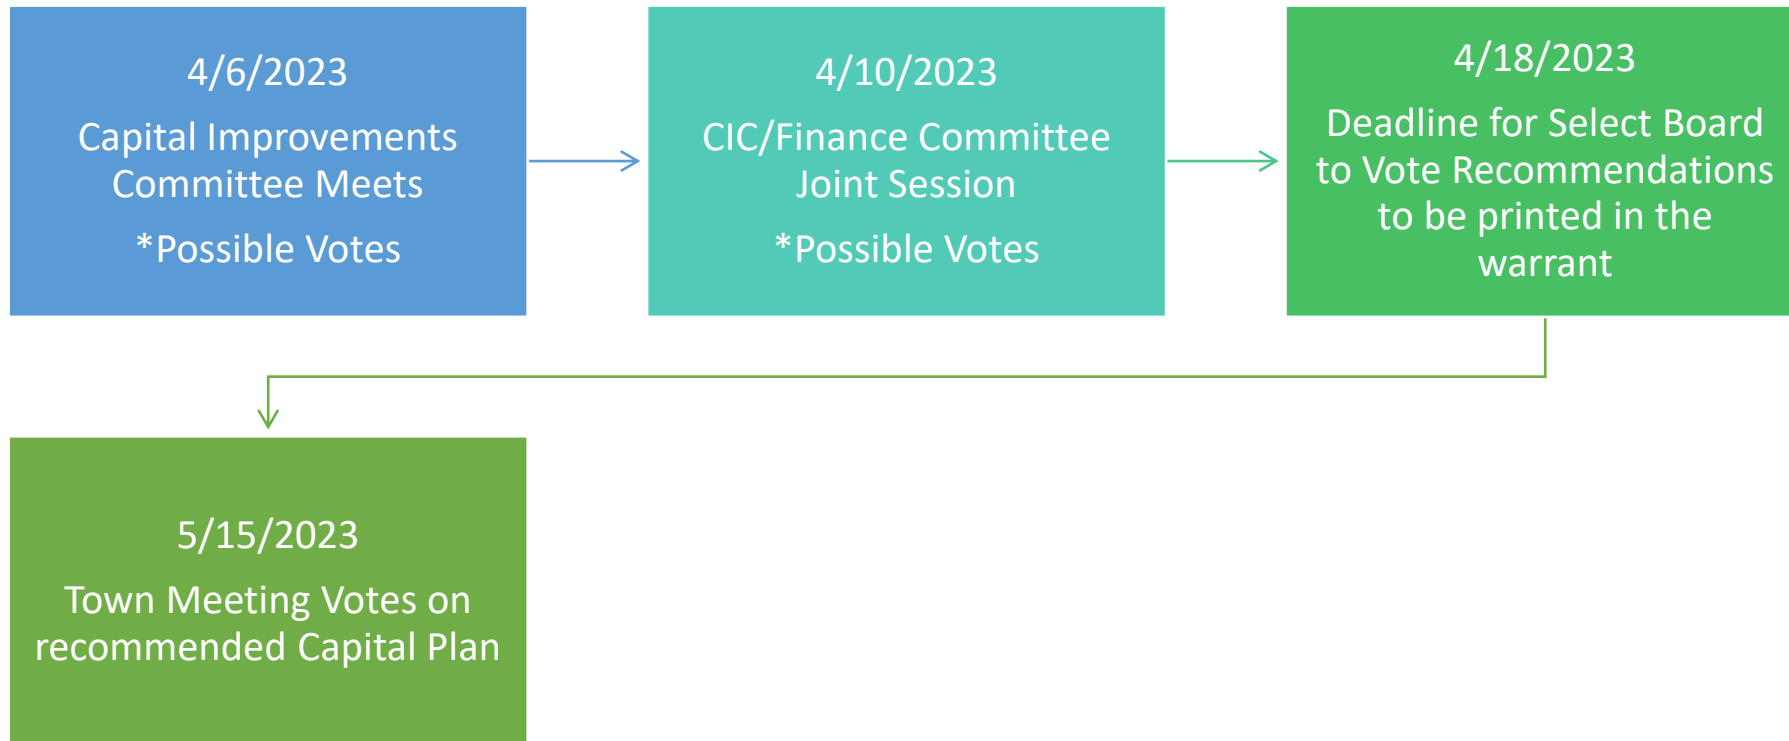 4/6/2023
Capital Improvements
Committee Meets
*Possible Votes
4/10/2023
CIC/Finance Committee
Joint Session
*Possible Votes
4/18/2023
Deadline for Select Board
to Vote Recommendations
to be printed in the
warrant
5/15/2023
Town Meeting Votes on
recommended Capital Plan